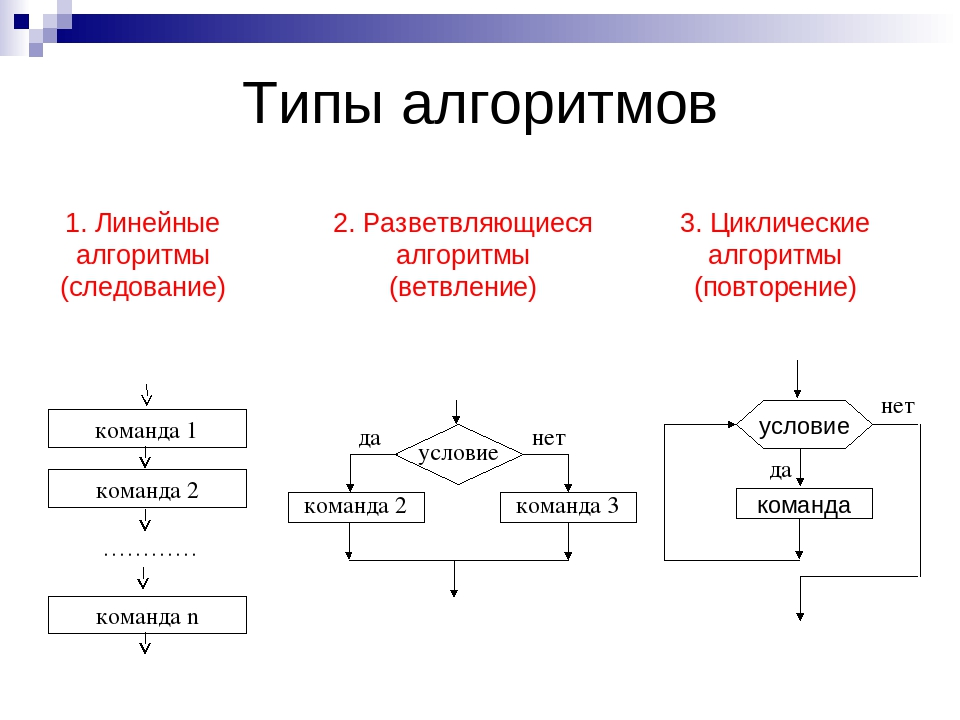 Типы алгоритмов
1. Линейные
алгоритмы
(следование)
2. Разветвляющиеся
алгоритмы
(ветвление)
3. Циклические
алгоритмы
(повторение)
команда 1
команда 2
…………
команда n
условие
да
нет
команда 2
команда 3
условие
нет
да
команда